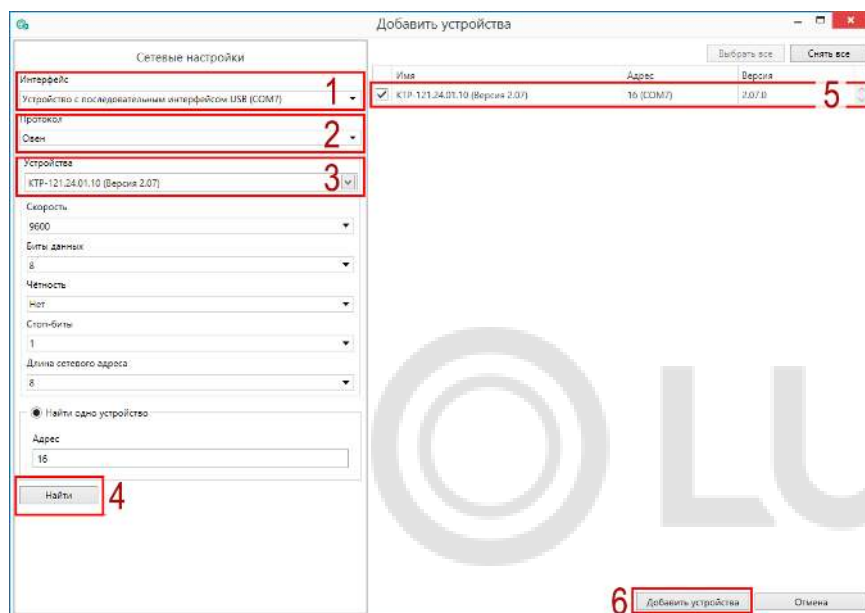 Добавить устройства
Сетевые настройки
Интерфейс
Устройство с последовательным интерфейсом USB (COM7)
1
Протокол
Овен
2
Устройства
КТР-121.24.01.10 (Версия 2.07)
3
Скорость
9600
Биты данных
8
Чётность
Нет
Стоп-биты
1
Длина сетевого адреса
8
Найти одно устройство
Адрес
16
Найти
4
Выбрать все Снять все
Имя Адрес Версия
КТР-121.24.01.10 (Версия 2.07) 16 (COM7) 2.07.0
5
LU
6
Добавить устройства Отмена